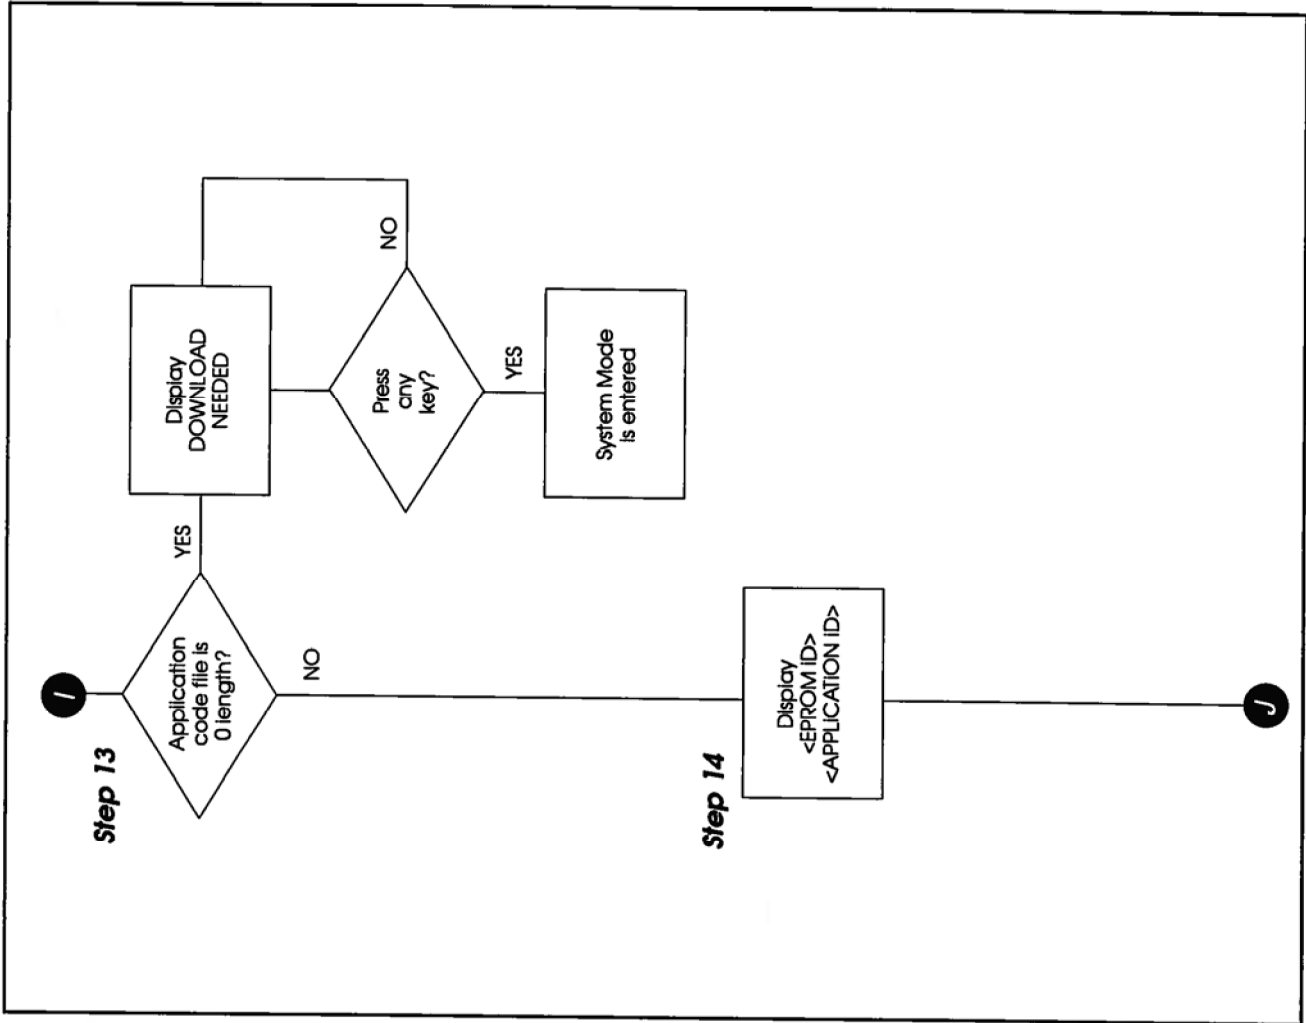 I
Step 13
Application
code file is
0 length?
YES
Display
DOWNLOAD
NEEDED
NO
Press
any
key?
YES
System Mode
is entered
NO
Step 14
Display
<EPROM ID>
<APPLICATION ID>
J